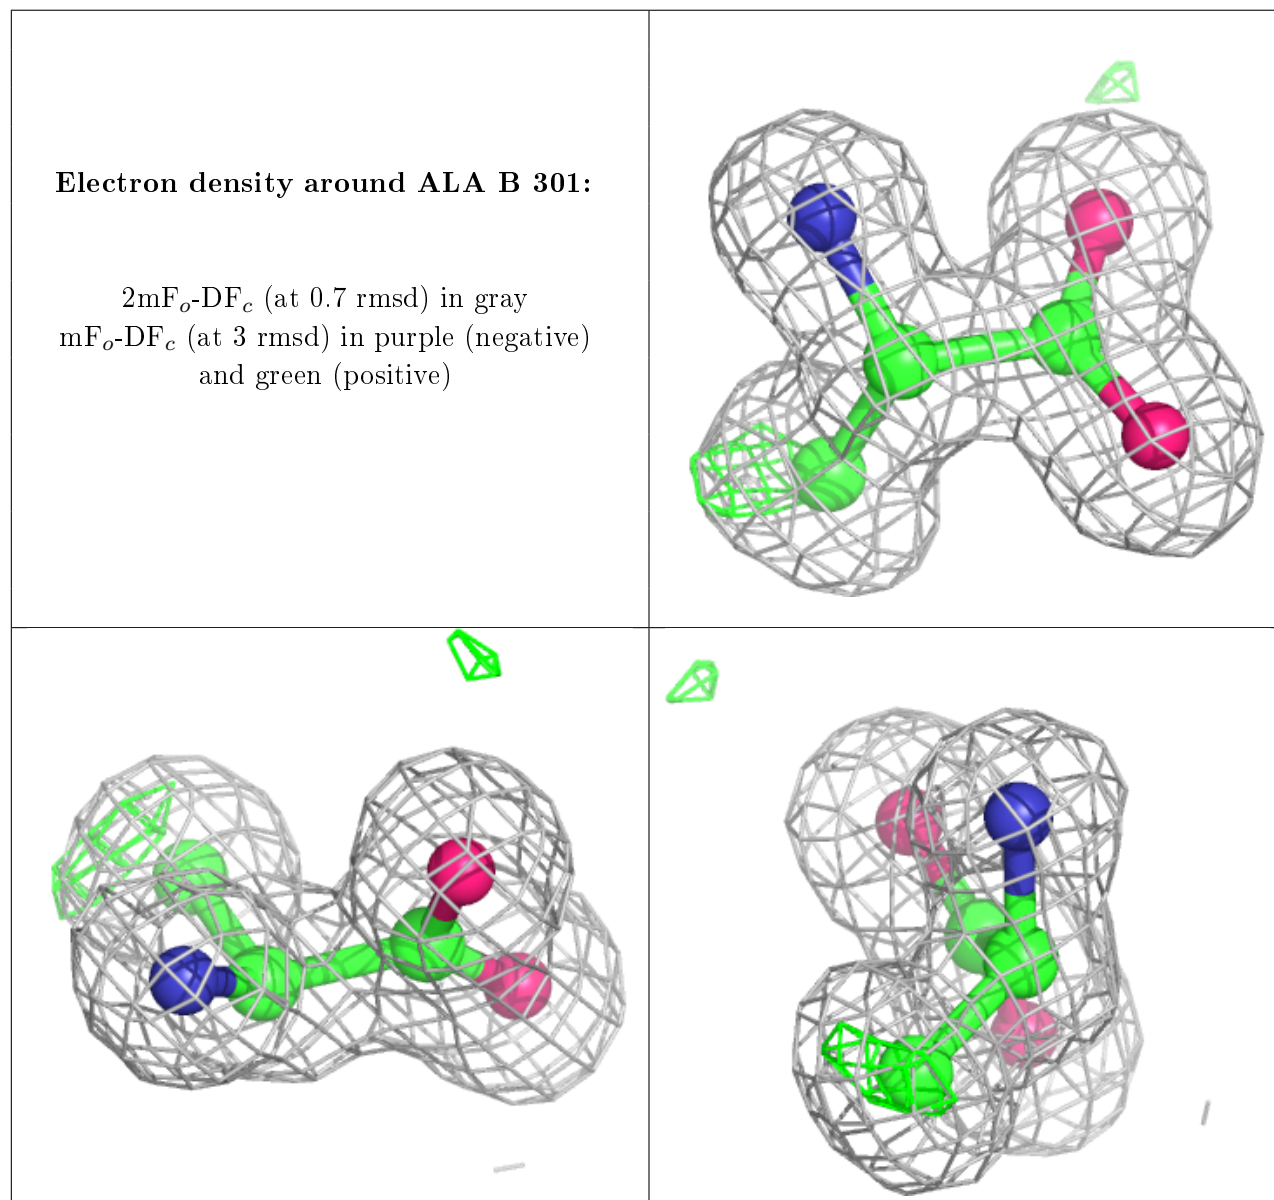 Electron density around ALA B 301:
2mFo-DFc (at 0.7 rmsd) in gray
mFo-DFc (at 3 rmsd) in purple (negative)
and green (positive)